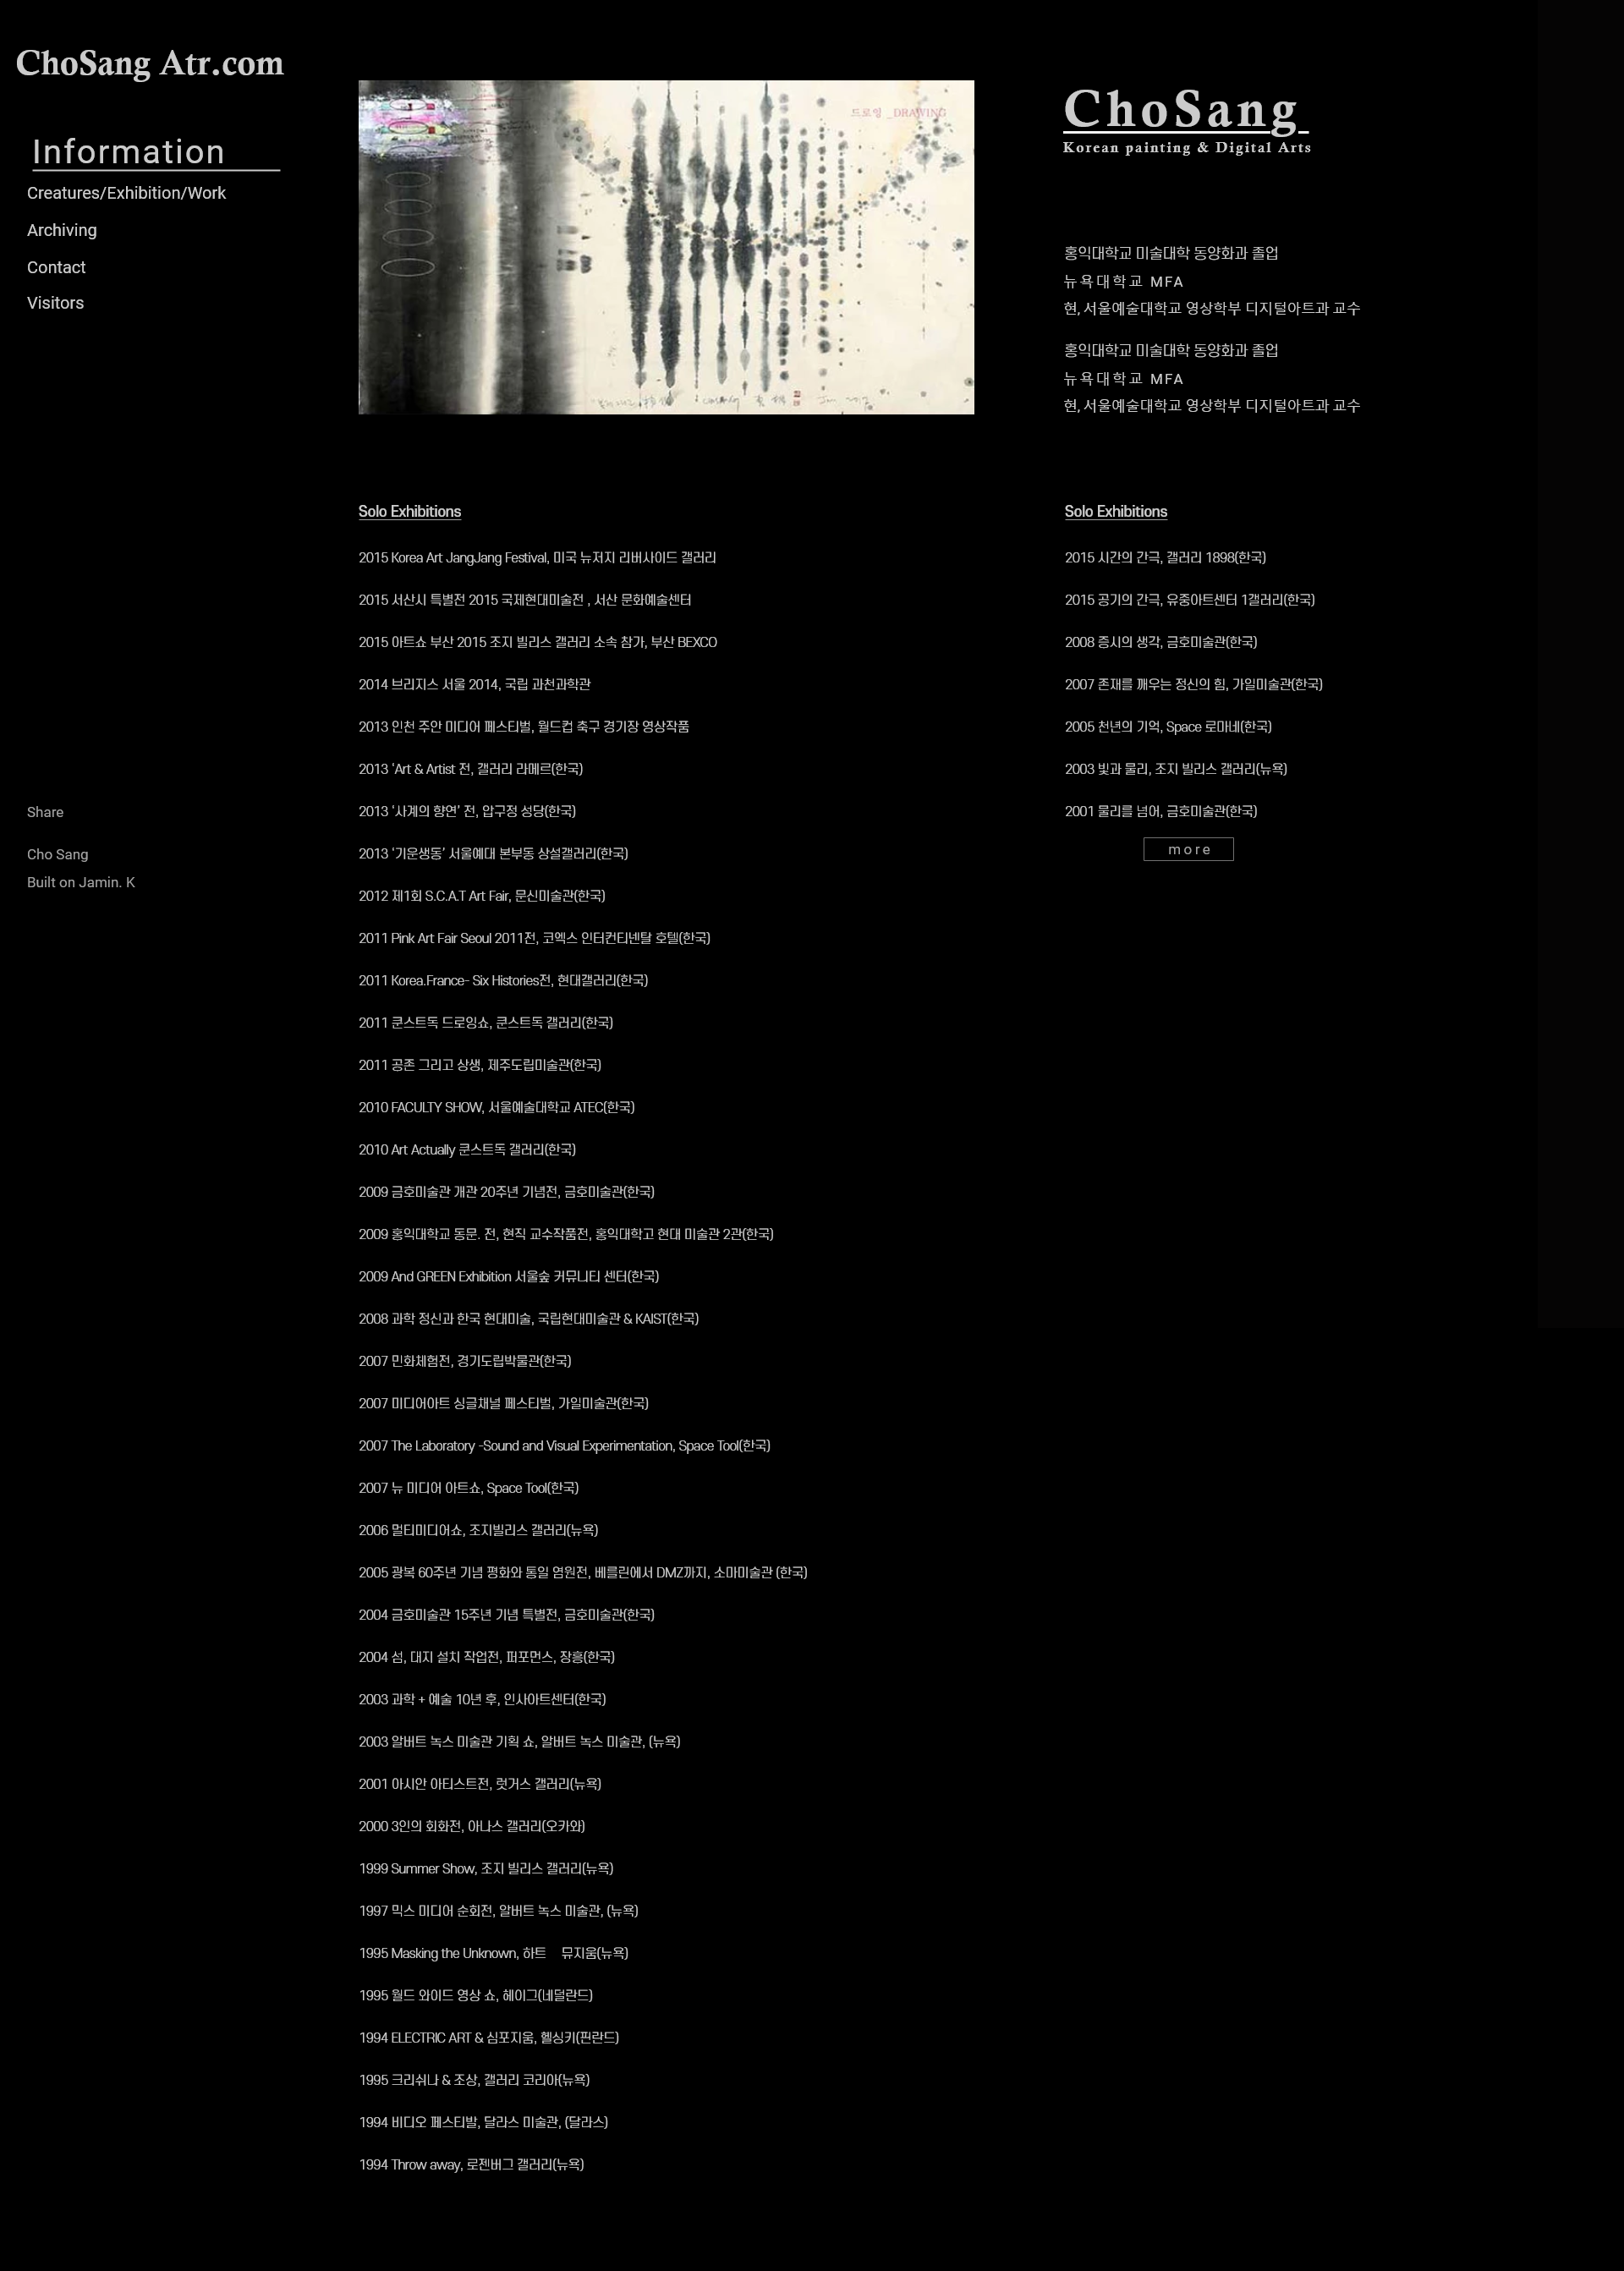 ChoSang Atr.com
Information
Creatures/Exhibition/Work
Archiving
Contact
Visitors
드로잉 _DRAWING
ChoSang
Korean painting & Digital Arts
홍익대학교 미술대학 동양화과 졸업
뉴욕대학교 MFA
현, 서울예술대학교 영상학부 디지털아트과 교수
홍익대학교 미술대학 동양화과 졸업
뉴욕대학교 MFA
현, 서울예술대학교 영상학부 디지털아트과 교수
Solo Exhibitions
2015 Korea Art JangJang Festival, 미국 뉴저지 리버사이드 갤러리
2015 서산시 특별전 2015 국제현대미술전 , 서산 문화예술센터
2015 아트쇼 부산 2015 조지 빌리스 갤러리 소속 참가, 부산 BEXCO
2014 브리지스 서울 2014, 국립 과천과학관
2013 인천 주안 미디어 페스티벌, 월드컵 축구 경기장 영상작품
2013 'Art & Artist 전, 갤러리 라메르(한국)
2013 '사계의 향연' 전, 압구정 성당(한국)
2013 '기운생동' 서울예대 본부동 상설갤러리(한국)
2012 제1회 S.C.A.T Art Fair, 문신미술관(한국)
2011 Pink Art Fair Seoul 2011전, 코엑스 인터컨티넨탈 호텔(한국)
2011 Korea.France- Six Histories전, 현대갤러리(한국)
2011 쿤스트독 드로잉쇼, 쿤스트독 갤러리(한국)
2011 공존 그리고 상생, 제주도립미술관(한국)
2010 FACULTY SHOW, 서울예술대학교 ATEC(한국)
2010 Art Actually 쿤스트독 갤러리(한국)
2009 금호미술관 개관 20주년 기념전, 금호미술관(한국)
2009 홍익대학교 동문. 전, 현직 교수작품전, 홍익대학고 현대 미술관 2관(한국)
2009 And GREEN Exhibition 서울숲 커뮤니티 센터(한국)
2008 과학 정신과 한국 현대미술, 국립현대미술관 & KAIST(한국)
2007 민화체험전, 경기도립박물관(한국)
2007 미디어아트 싱글채널 페스티벌, 가일미술관(한국)
2007 The Laboratory -Sound and Visual Experimentation, Space Tool(한국)
2007 뉴 미디어 아트쇼, Space Tool(한국)
2006 멀티미디어쇼, 조지빌리스 갤러리(뉴욕)
2005 광복 60주년 기념 평화와 통일 염원전, 베를린에서 DMZ까지, 소마미술관 (한국)
2004 금호미술관 15주년 기념 특별전, 금호미술관(한국)
2004 섬, 대지 설치 작업전, 퍼포먼스, 장흥(한국)
2003 과학 + 예술 10년 후, 인사아트센터(한국)
2003 알버트 녹스 미술관 기획 쇼, 알버트 녹스 미술관, (뉴욕)
2001 아시안 아티스트전, 럿거스 갤러리(뉴욕)
2000 3인의 회화전, 아나스 갤러리(오카와)
1999 Summer Show, 조지 빌리스 갤러리(뉴욕)
1997 믹스 미디어 순회전, 알버트 녹스 미술관, (뉴욕)
1995 Masking the Unknown, 하트 뮤지움(뉴욕)
1995 월드 와이드 영상 쇼, 헤이그(네덜란드)
1994 ELECTRIC ART & 심포지움, 헬싱키(핀란드)
1995 크리쉬나 & 조상, 갤러리 코리아(뉴욕)
1994 비디오 페스티발, 달라스 미술관, (달라스)
1994 Throw away, 로젠버그 갤러리(뉴욕)
Solo Exhibitions
2015 시간의 간극, 갤러리 1898(한국)
2015 공기의 간극, 유중아트센터 1갤러리(한국)
2008 증시의 생각, 금호미술관(한국)
2007 존재를 깨우는 정신의 힘, 가일미술관(한국)
2005 천년의 기억, Space 로마네(한국)
2003 빛과 물리, 조지 빌리스 갤러리(뉴욕)
2001 물리를 넘어, 금호미술관(한국)
more
Share
Cho Sang
Built on Jamin. K